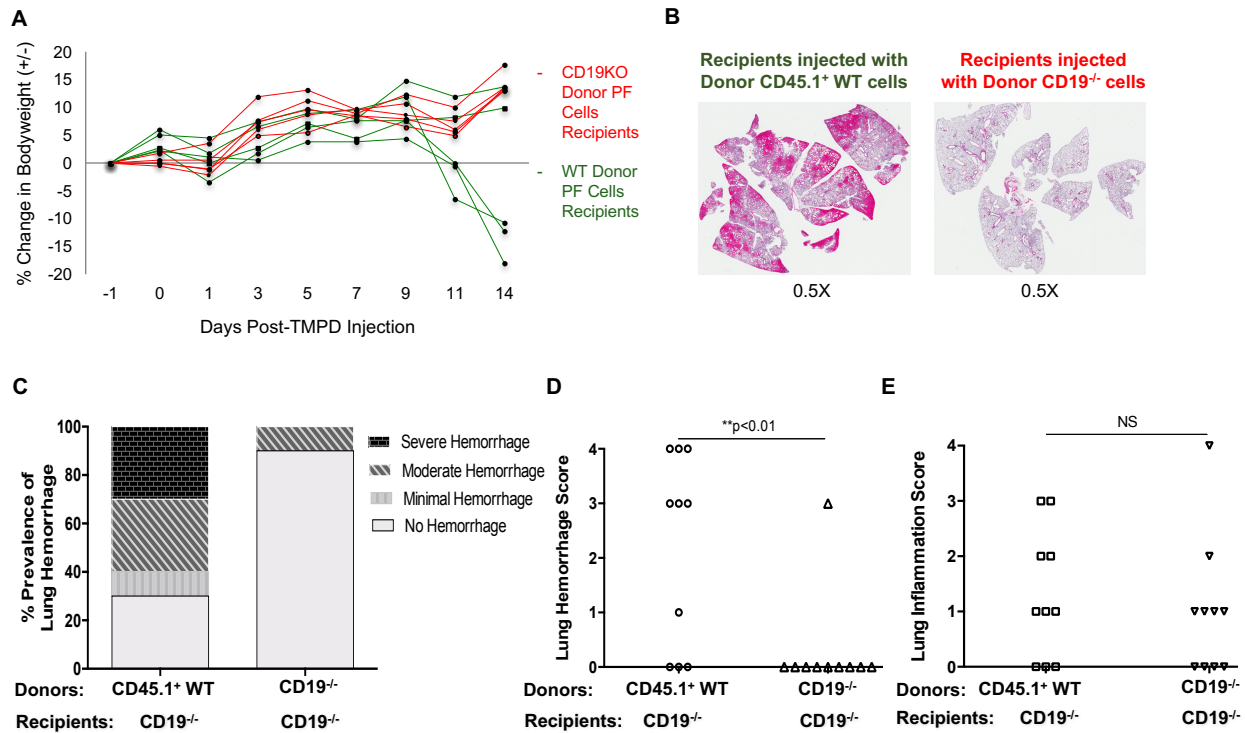 A
% Change in Bodyweight (+/-)
20
15
10
5
0
-5
-10
-15
-20
-1 0 1 3 5 7 9 11 14
Days Post-TMPD Injection
- CD19KO
Donor PF
Cells
Recipients
- WT Donor
PF Cells
Recipients
B
Recipients injected with
Donor CD45.1⁺ WT cells
0.5X
Recipients injected
with Donor CD19⁻/⁻ cells
0.5X
C
% Prevalence of
Lung Hemorrhage
100
80
60
40
20
0
Severe Hemorrhage
Moderate Hemorrhage
Minimal Hemorrhage
No Hemorrhage
Donors: CD45.1⁺ WT CD19⁻/⁻
Recipients: CD19⁻/⁻ CD19⁻/⁻
D
**p<0.01
Lung Hemorrhage Score
4
3
2
1
0
Donors: CD45.1⁺ WT CD19⁻/⁻
Recipients: CD19⁻/⁻ CD19⁻/⁻
E
NS
Lung Inflammation Score
4
3
2
1
0
Donors: CD45.1⁺ WT CD19⁻/⁻
Recipients: CD19⁻/⁻ CD19⁻/⁻